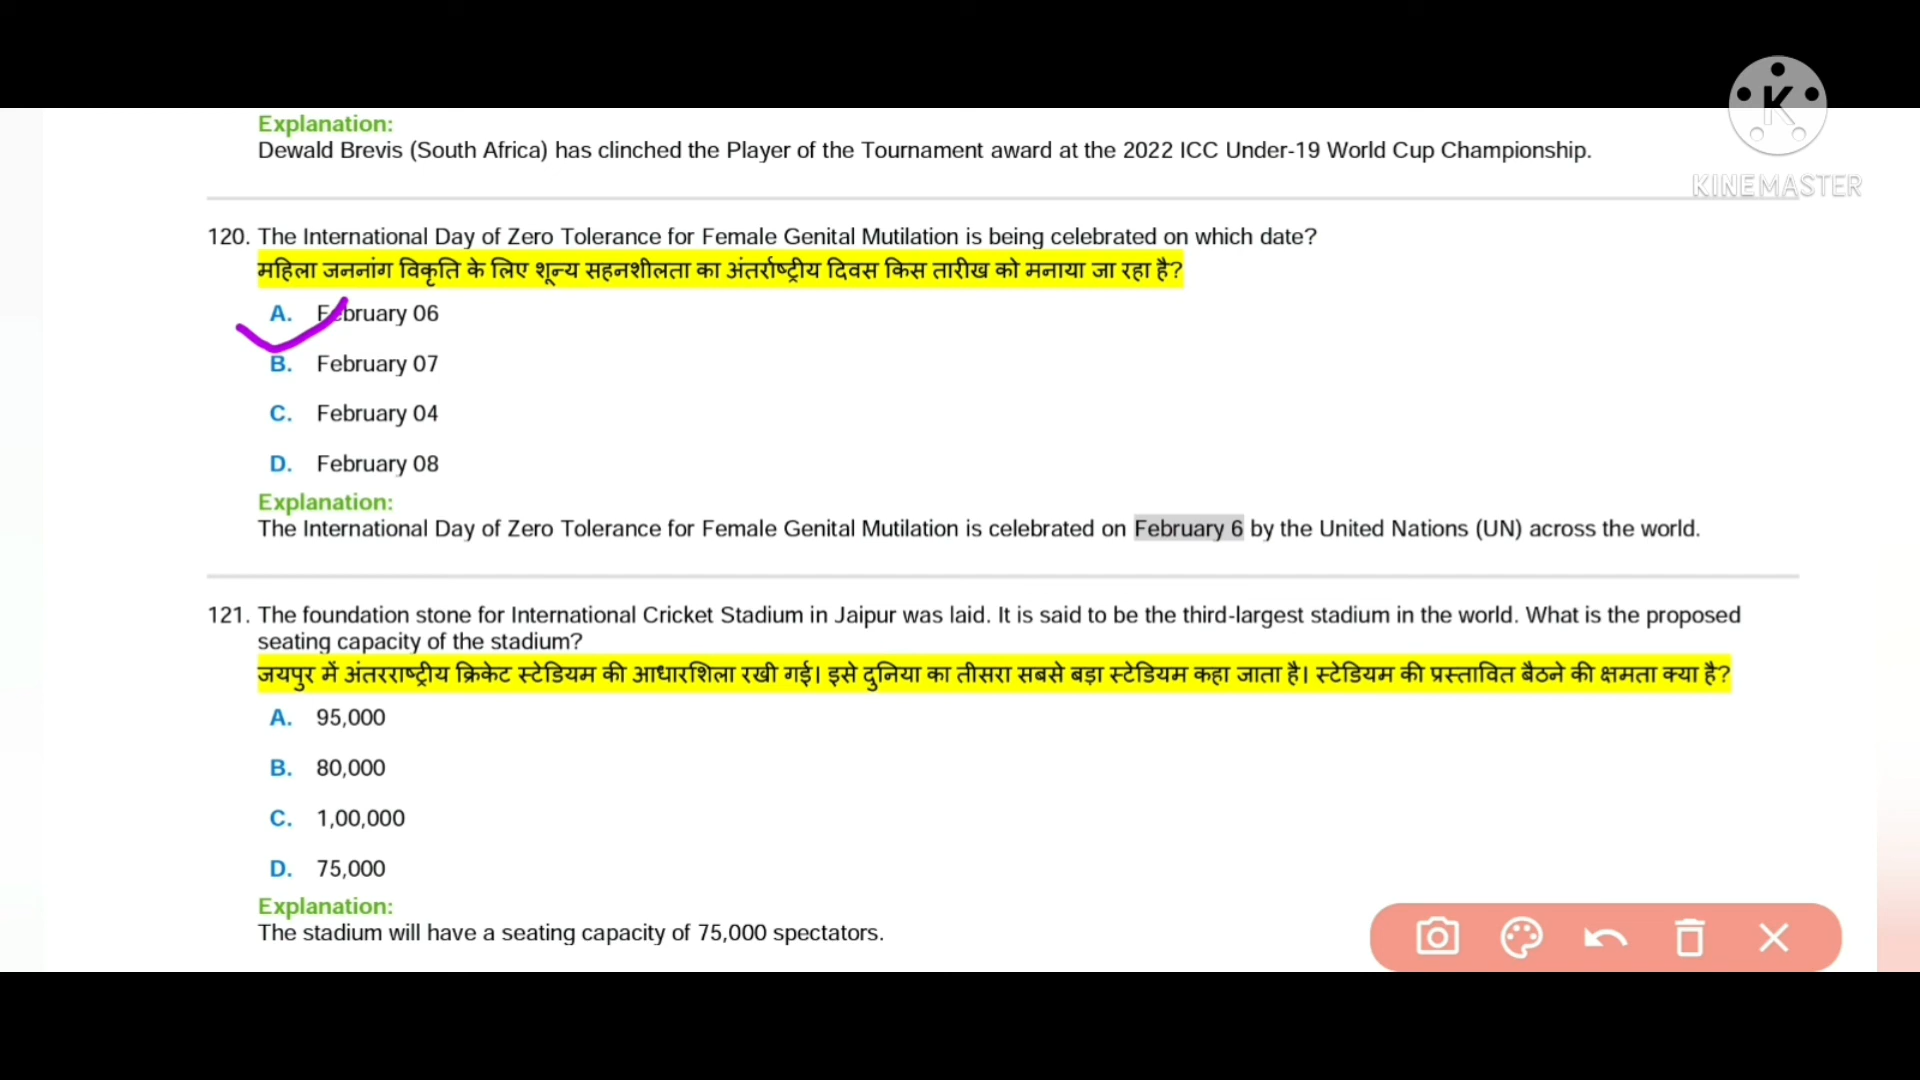 Explanation:
Dewald Brevis (South Africa) has clinched the Player of the Tournament award at the 2022 ICC Under-19 World Cup Championship.
K
KINEMASTER
120. The International Day of Zero Tolerance for Female Genital Mutilation is being celebrated on which date?
महिला जननांग विकृति के लिए शून्य सहनशीलता का अंतर्राष्ट्रीय दिवस किस तारीख को मनाया जा रहा है?
A. February 06
B. February 07
C. February 04
D. February 08
Explanation:
The International Day of Zero Tolerance for Female Genital Mutilation is celebrated on February 6 by the United Nations (UN) across the world.
121. The foundation stone for International Cricket Stadium in Jaipur was laid. It is said to be the third-largest stadium in the world. What is the proposed
seating capacity of the stadium?
जयपुर में अंतरराष्ट्रीय क्रिकेट स्टेडियम की आधारशिला रखी गई। इसे दुनिया का तीसरा सबसे बड़ा स्टेडियम कहा जाता है। स्टेडियम की प्रस्तावित बैठने की क्षमता क्या है?
A. 95,000
B. 80,000
C. 1,00,000
D. 75,000
Explanation:
The stadium will have a seating capacity of 75,000 spectators.